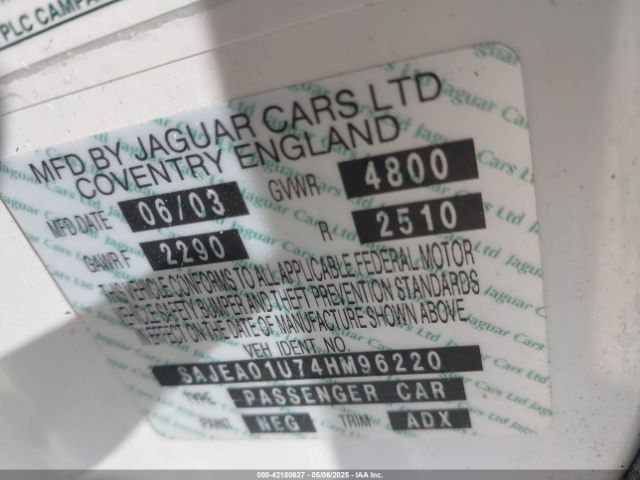 PLC CAMPA
MFD BY JAGUAR CARS LTD
COVENTRY ENGLAND
MFD DATE 06/03 GVWR 4800
GAWR F 2290 R 2510
THIS VEHICLE CONFORMS TO ALL APPLICABLE FEDERAL MOTOR
VEHICLE SAFETY BUMPER AND THEFT PREVENTION STANDARDS
IN EFFECT ON THE DATE OF MANUFACTURE SHOWN ABOVE.
VEH IDENT NO.
SAJEA01U74HM96220
TYPE PASSENGER CAR
PAINT NEG TRIM ADX
000-42180627 - 05/06/2025 - IAA Inc.